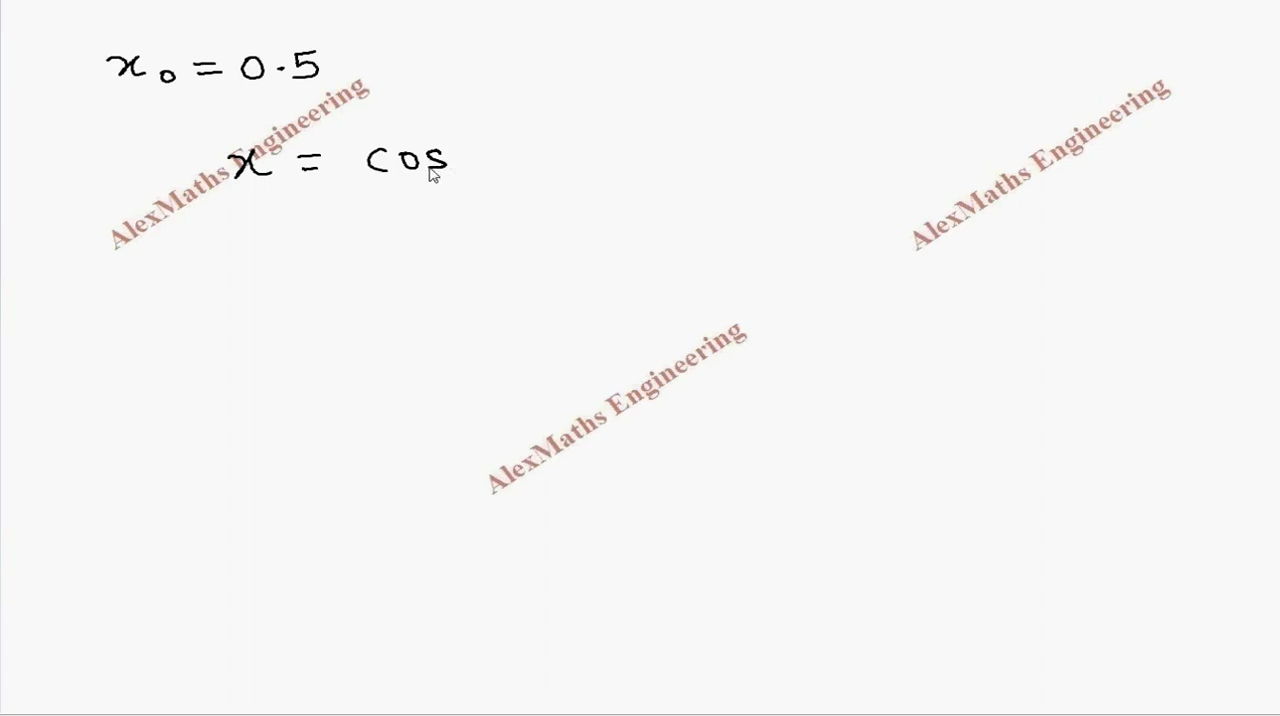 x₀ = 0.5
x = cos
AlexMaths Engineering
AlexMaths Engineering
AlexMaths Engineering